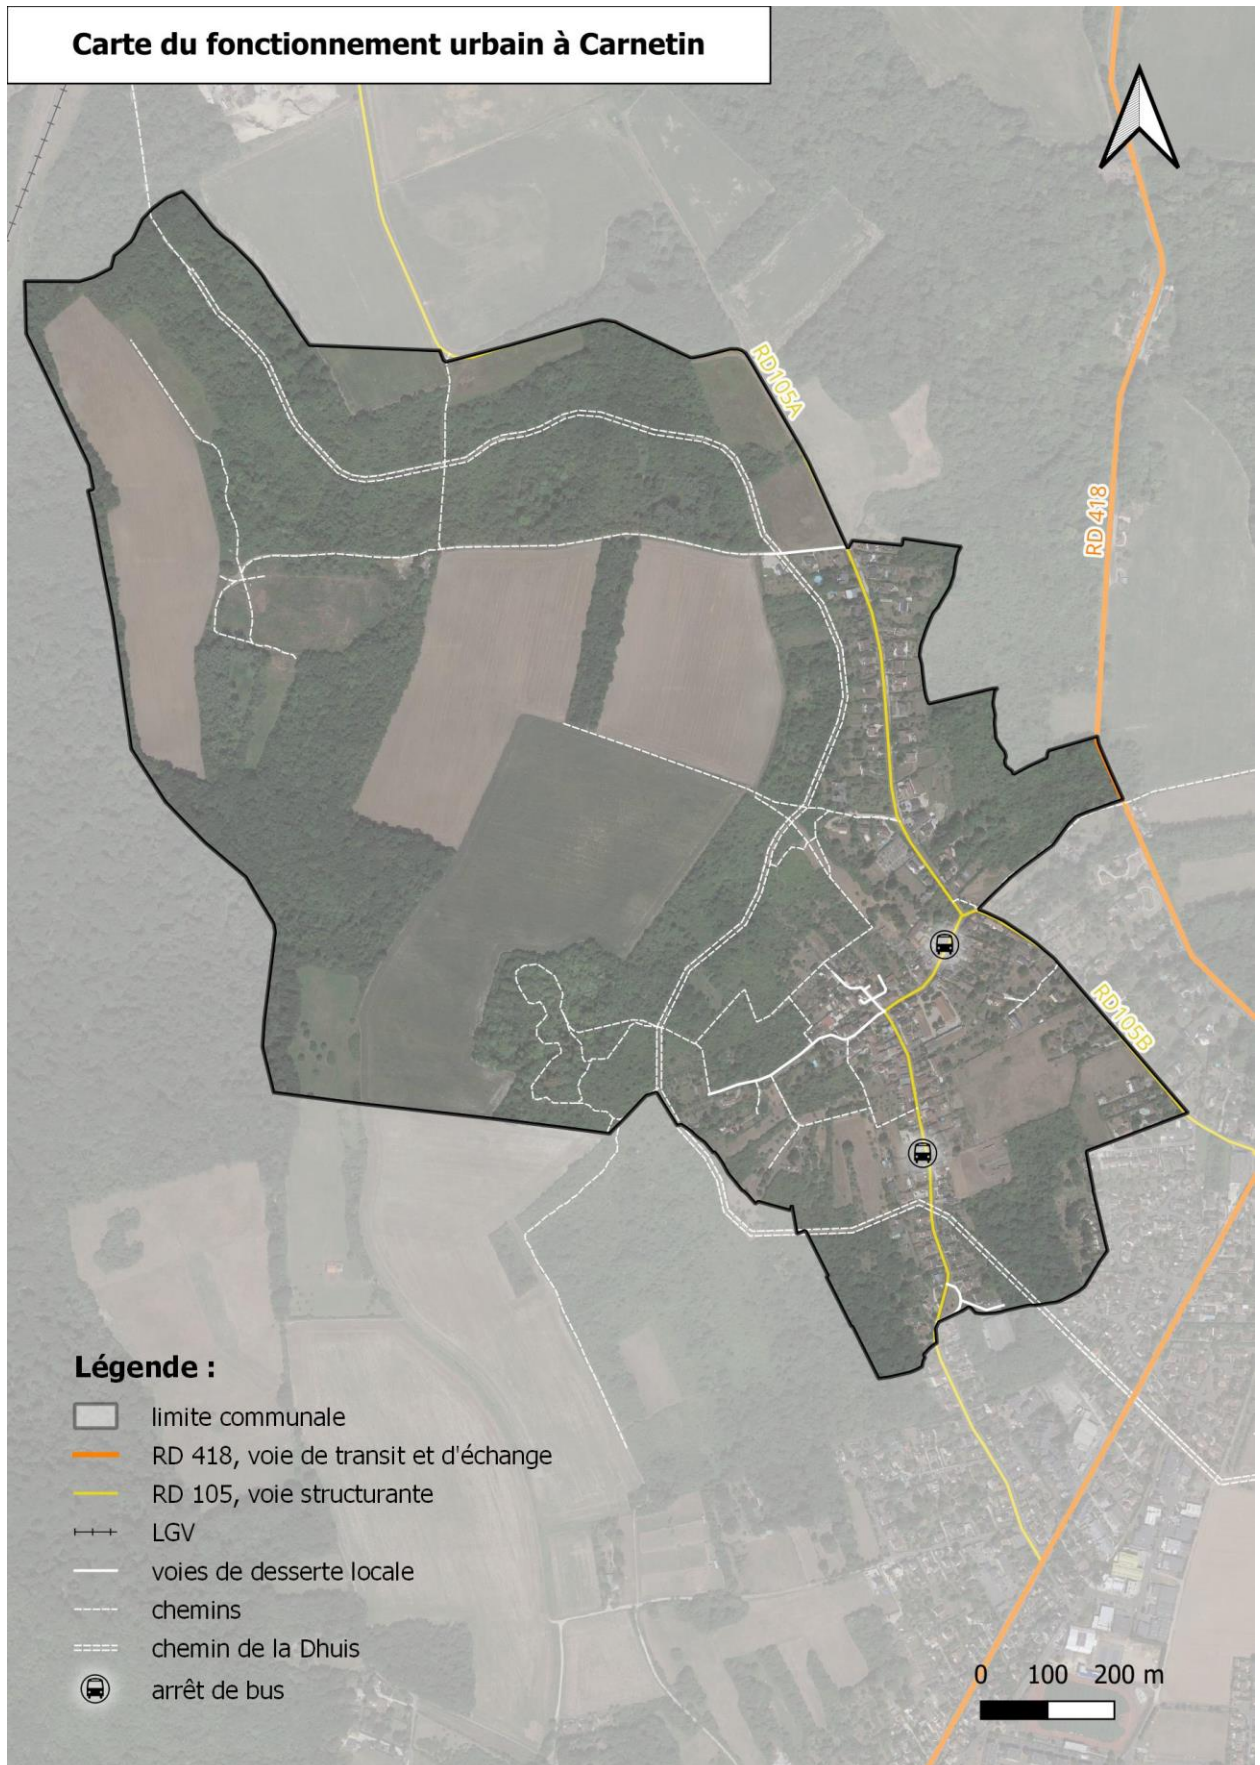 Carte du fonctionnement urbain à Carnetin
RD105A
RD 418
RD105B
Légende :
limite communale
RD 418, voie de transit et d'échange
RD 105, voie structurante
LGV
voies de desserte locale
chemins
chemin de la Dhuis
arrêt de bus
0 100 200 m